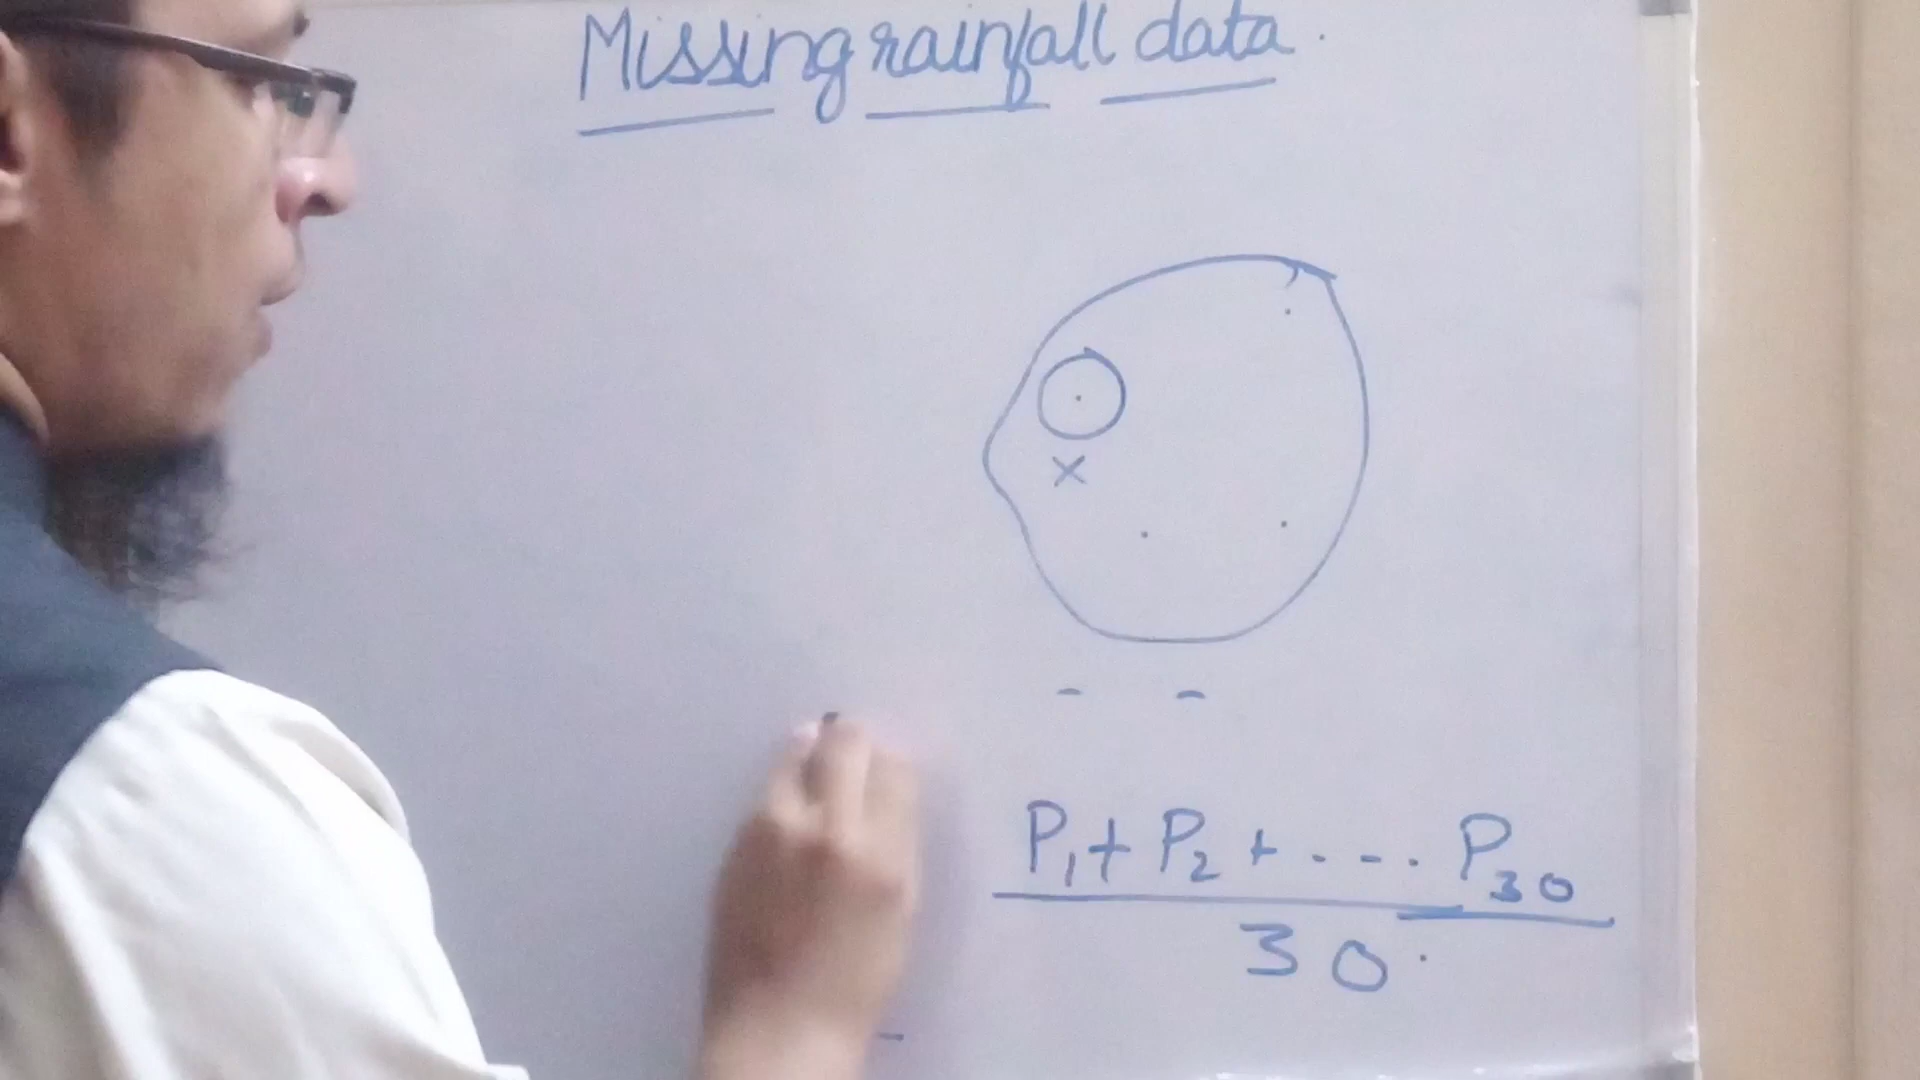 Missing rainfall data.
X
P₁ + P₂ + .--. P₃₀
30.